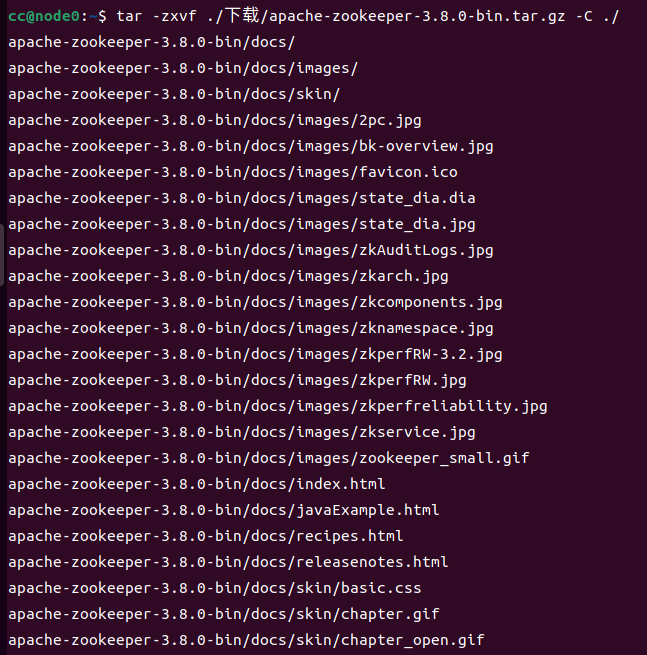 cc@node0:~$ tar -zxvf ./下载/apache-zookeeper-3.8.0-bin.tar.gz -C ./
apache-zookeeper-3.8.0-bin/docs/
apache-zookeeper-3.8.0-bin/docs/images/
apache-zookeeper-3.8.0-bin/docs/skin/
apache-zookeeper-3.8.0-bin/docs/images/2pc.jpg
apache-zookeeper-3.8.0-bin/docs/images/bk-overview.jpg
apache-zookeeper-3.8.0-bin/docs/images/favicon.ico
apache-zookeeper-3.8.0-bin/docs/images/state_dia.dia
apache-zookeeper-3.8.0-bin/docs/images/state_dia.jpg
apache-zookeeper-3.8.0-bin/docs/images/zkAuditLogs.jpg
apache-zookeeper-3.8.0-bin/docs/images/zkarch.jpg
apache-zookeeper-3.8.0-bin/docs/images/zkcomponents.jpg
apache-zookeeper-3.8.0-bin/docs/images/zknamespace.jpg
apache-zookeeper-3.8.0-bin/docs/images/zkperfRW-3.2.jpg
apache-zookeeper-3.8.0-bin/docs/images/zkperfRW.jpg
apache-zookeeper-3.8.0-bin/docs/images/zkperfreliability.jpg
apache-zookeeper-3.8.0-bin/docs/images/zkservice.jpg
apache-zookeeper-3.8.0-bin/docs/images/zookeeper_small.gif
apache-zookeeper-3.8.0-bin/docs/index.html
apache-zookeeper-3.8.0-bin/docs/javaExample.html
apache-zookeeper-3.8.0-bin/docs/recipes.html
apache-zookeeper-3.8.0-bin/docs/releasenotes.html
apache-zookeeper-3.8.0-bin/docs/skin/basic.css
apache-zookeeper-3.8.0-bin/docs/skin/chapter.gif
apache-zookeeper-3.8.0-bin/docs/skin/chapter_open.gif